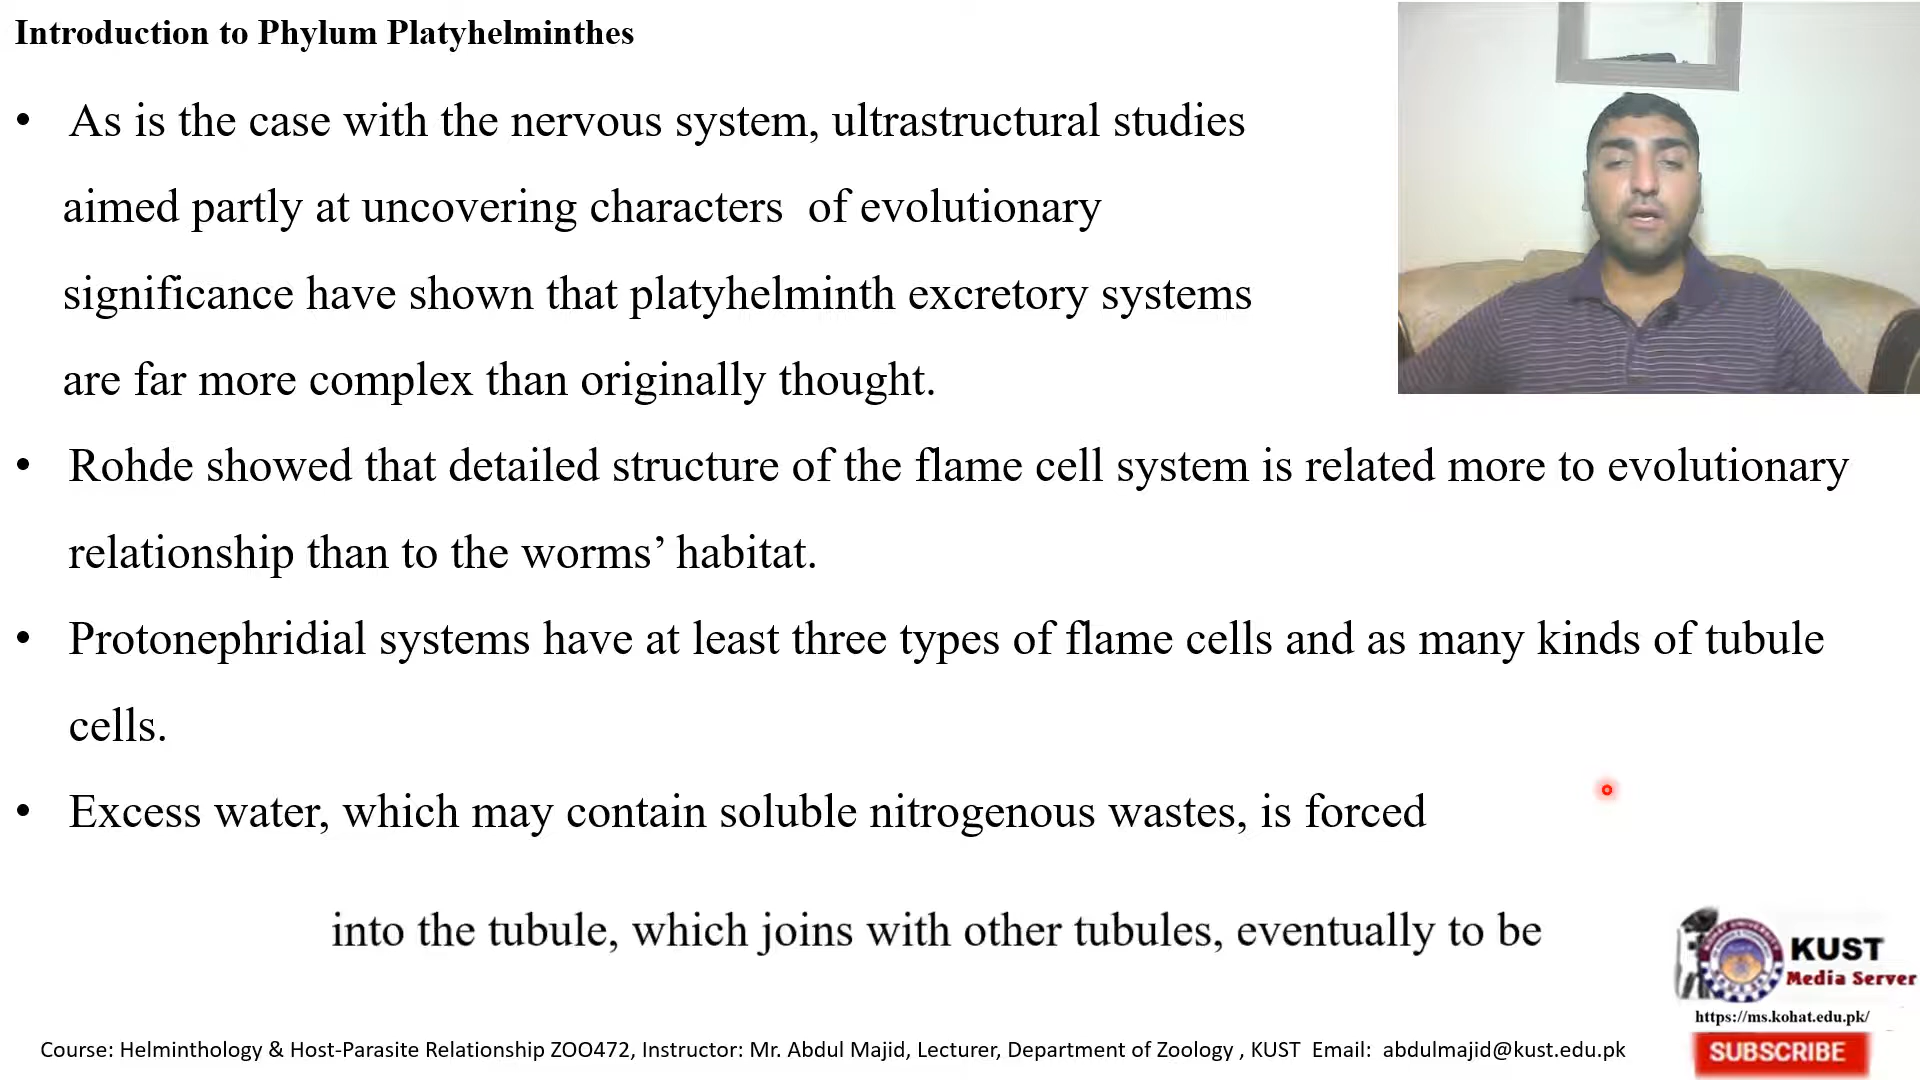 Introduction to Phylum Platyhelminthes
• As is the case with the nervous system, ultrastructural studies
aimed partly at uncovering characters of evolutionary
significance have shown that platyhelminth excretory systems
are far more complex than originally thought.
• Rohde showed that detailed structure of the flame cell system is related more to evolutionary
relationship than to the worms’ habitat.
• Protonephridial systems have at least three types of flame cells and as many kinds of tubule
cells.
• Excess water, which may contain soluble nitrogenous wastes, is forced
into the tubule, which joins with other tubules, eventually to be
KUST
Media Server
https://ms.kohat.edu.pk/
SUBSCRIBE
Course: Helminthology & Host-Parasite Relationship ZOO472, Instructor: Mr. Abdul Majid, Lecturer, Department of Zoology , KUST Email: abdulmajid@kust.edu.pk